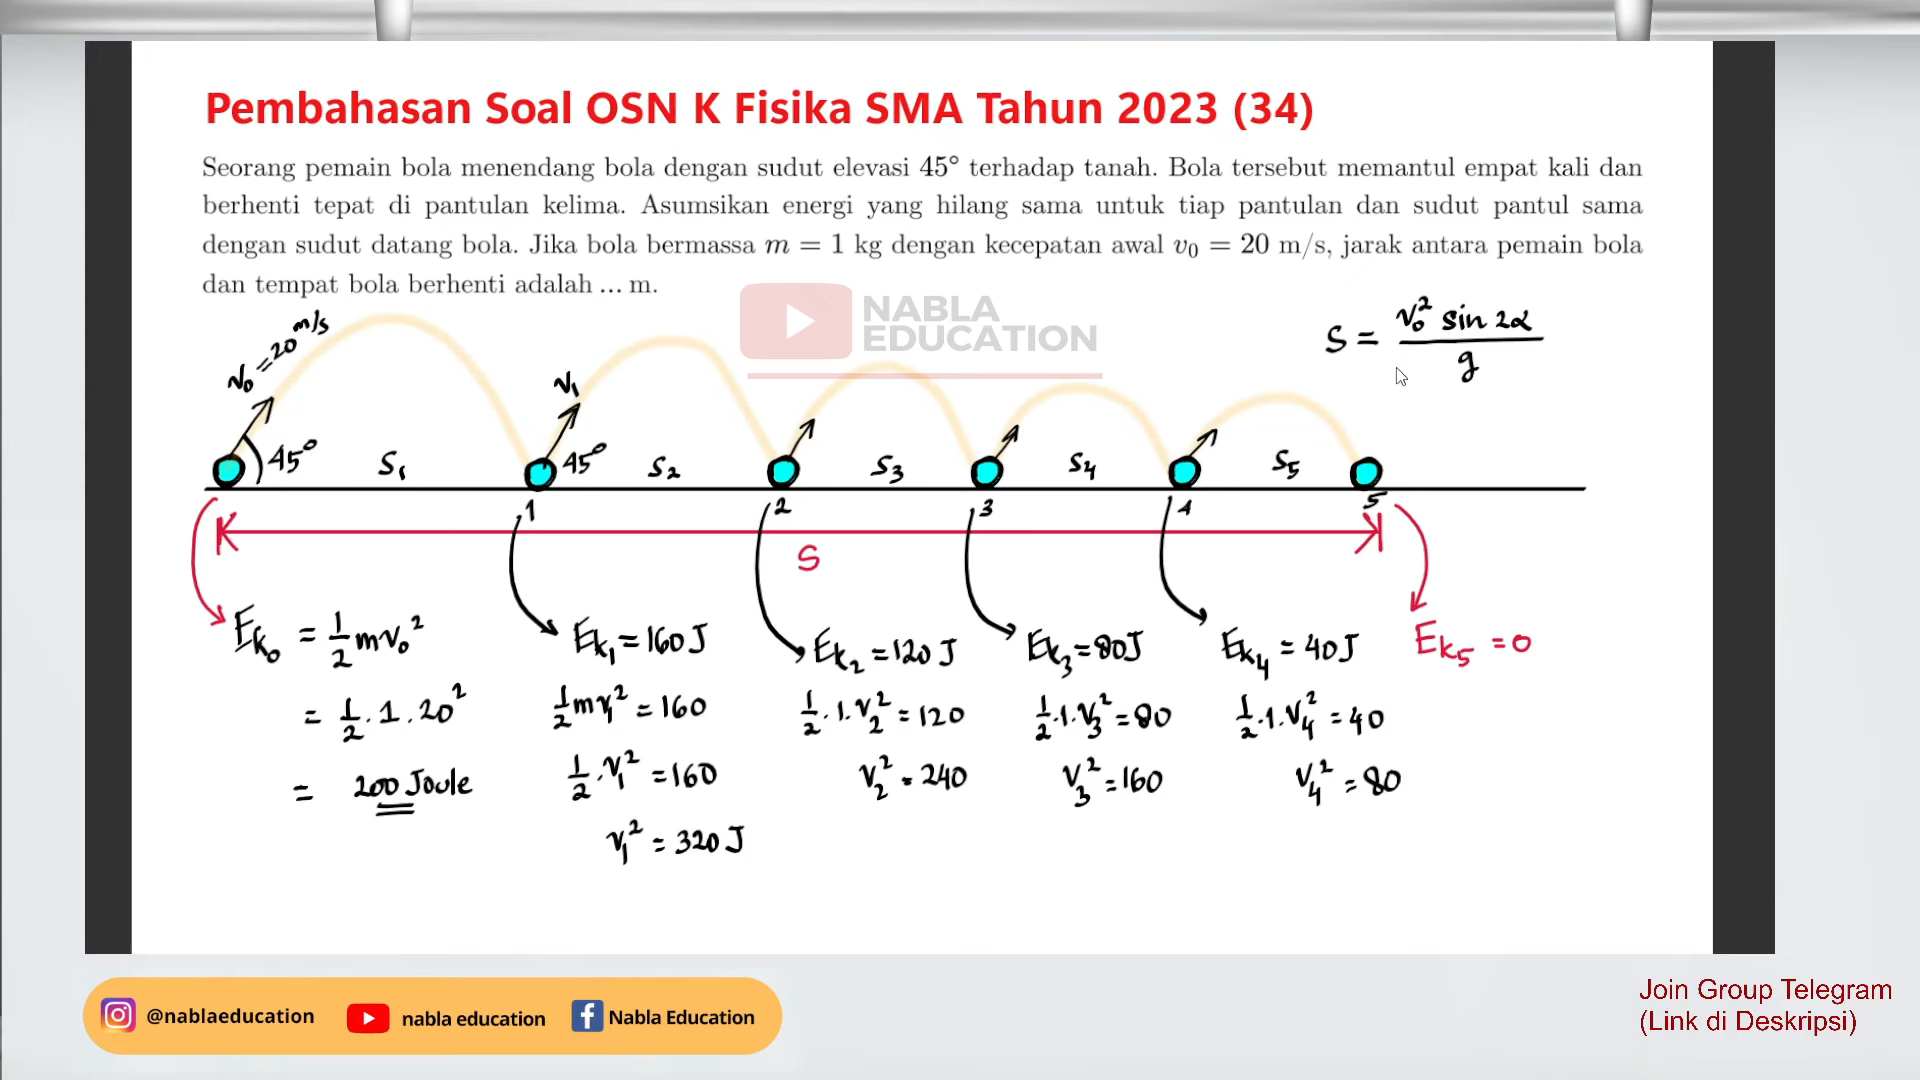 Pembahasan Soal OSN K Fisika SMA Tahun 2023 (34)
Seorang pemain bola menendang bola dengan sudut elevasi 45° terhadap tanah. Bola tersebut memantul empat kali dan
berhenti tepat di pantulan kelima. Asumsikan energi yang hilang sama untuk tiap pantulan dan sudut pantul sama
dengan sudut datang bola. Jika bola bermassa m = 1 kg dengan kecepatan awal v₀ = 20 m/s, jarak antara pemain bola
dan tempat bola berhenti adalah ... m.
NABLA
EDUCATION
S = v₀² sin 2α / g
v₀ = 20 m/s
v₁
45° S₁ 45° S₂ S₃ S₄ S₅
1 2 3 4 5
S
Ek₀ = ½ m v₀²
= ½ . 1 . 20²
= 200 Joule
Ek₁ = 160 J
½ m v₁² = 160
½ . v₁² = 160
v₁² = 320 J
Ek₂ = 120 J
½ . 1 . v₂² = 120
v₂² = 240
Ek₃ = 80 J
½ . 1 . v₃² = 80
v₃² = 160
Ek₄ = 40 J
½ . 1 . v₄² = 40
v₄² = 80
Ek₅ = 0
@nablaeducation nabla education Nabla Education
Join Group Telegram
(Link di Deskripsi)